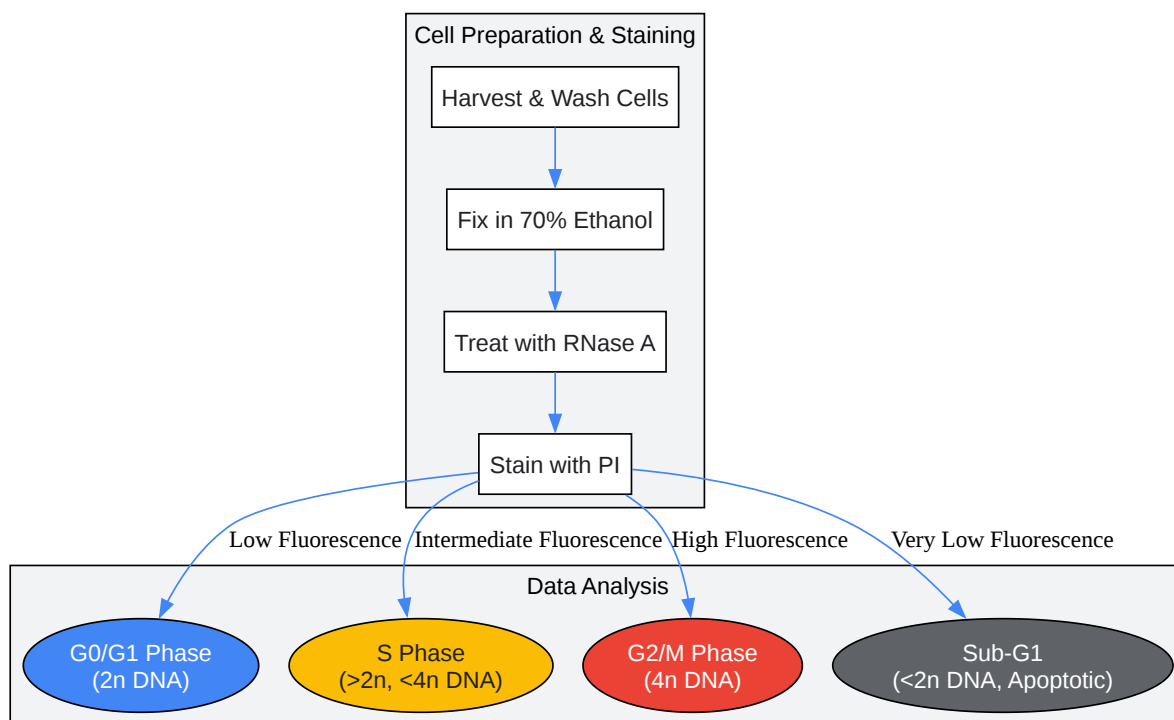 Cell Preparation & Staining
Harvest & Wash Cells
Fix in 70% Ethanol
Treat with RNase A
Stain with PI
Low Fluorescence
Intermediate Fluorescence
High Fluorescence
Very Low Fluorescence
Data Analysis
G0/G1 Phase
(2n DNA)
S Phase
(>2n, <4n DNA)
G2/M Phase
(4n DNA)
Sub-G1
(<2n DNA, Apoptotic)